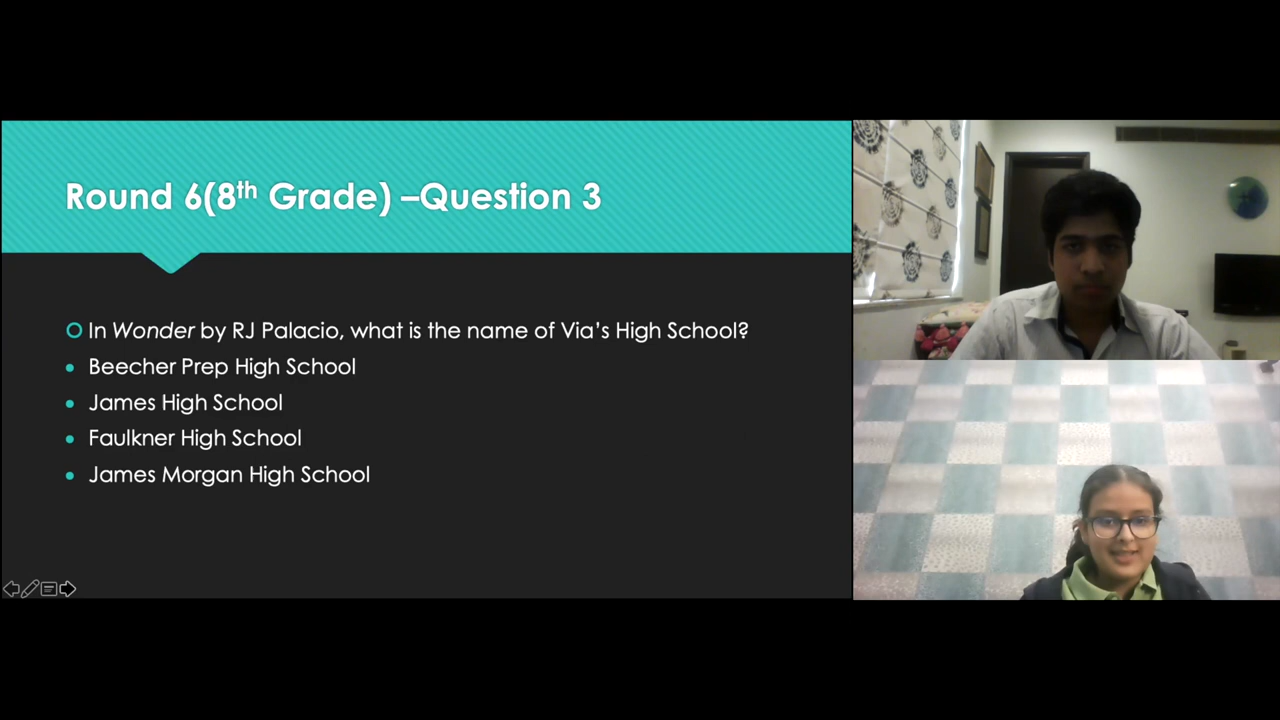 Round 6(8th Grade) –Question 3
In Wonder by RJ Palacio, what is the name of Via's High School?
Beecher Prep High School
James High School
Faulkner High School
James Morgan High School